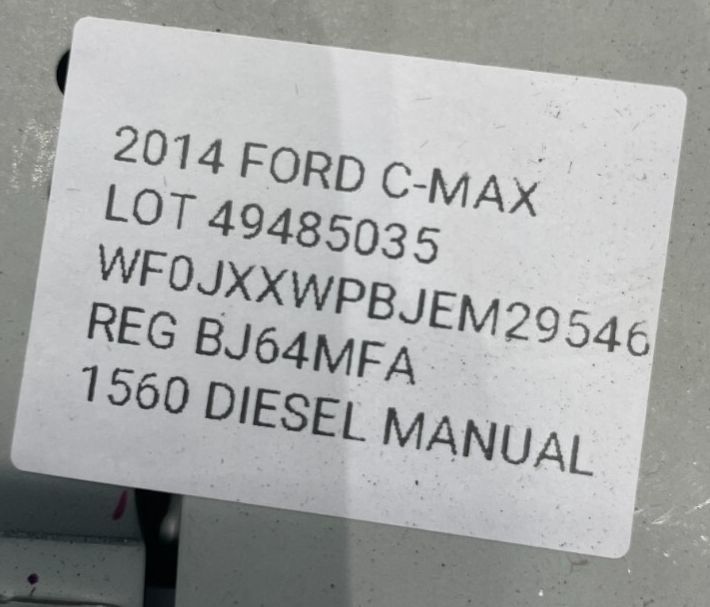 2014 FORD C-MAX
LOT 49485035
WF0JXXWPBJEM29546
REG BJ64MFA
1560 DIESEL MANUAL